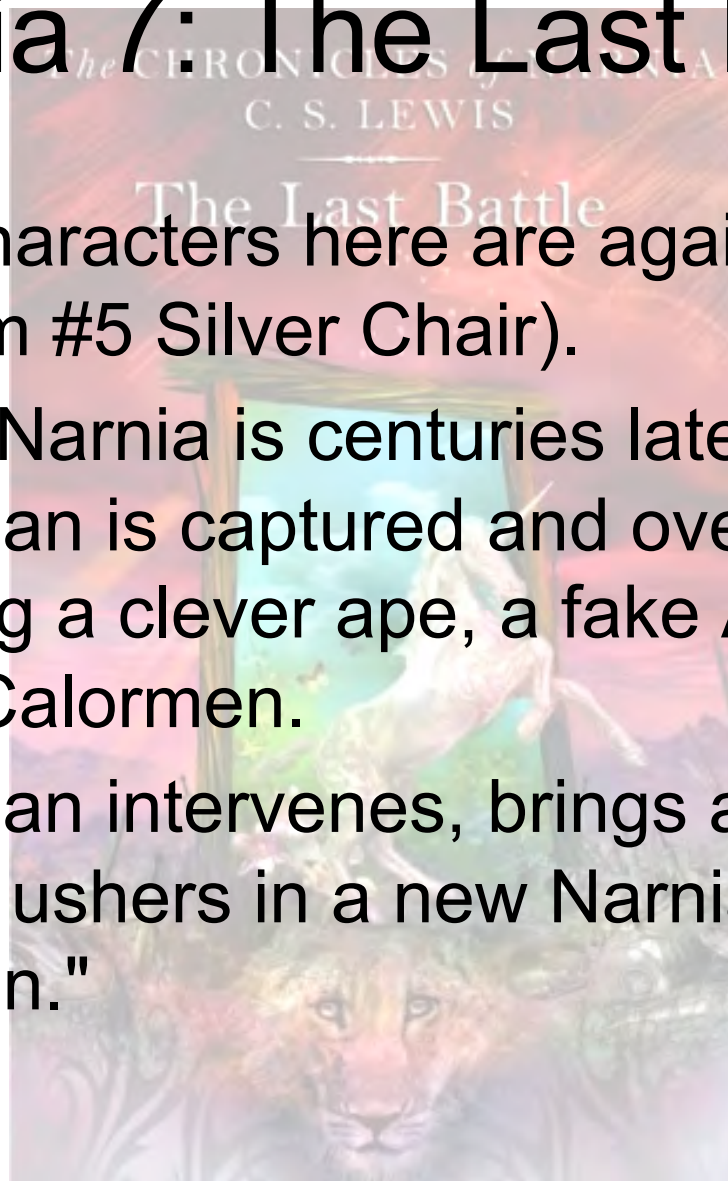 ia 7: The Last
The CHRONICLES of NARNIA
C. S. LEWIS
The Last Battle
haracters here are agai
m #5 Silver Chair).
Narnia is centuries late
an is captured and ove
g a clever ape, a fake
Calormen.
an intervenes, brings a
ushers in a new Narni
n."